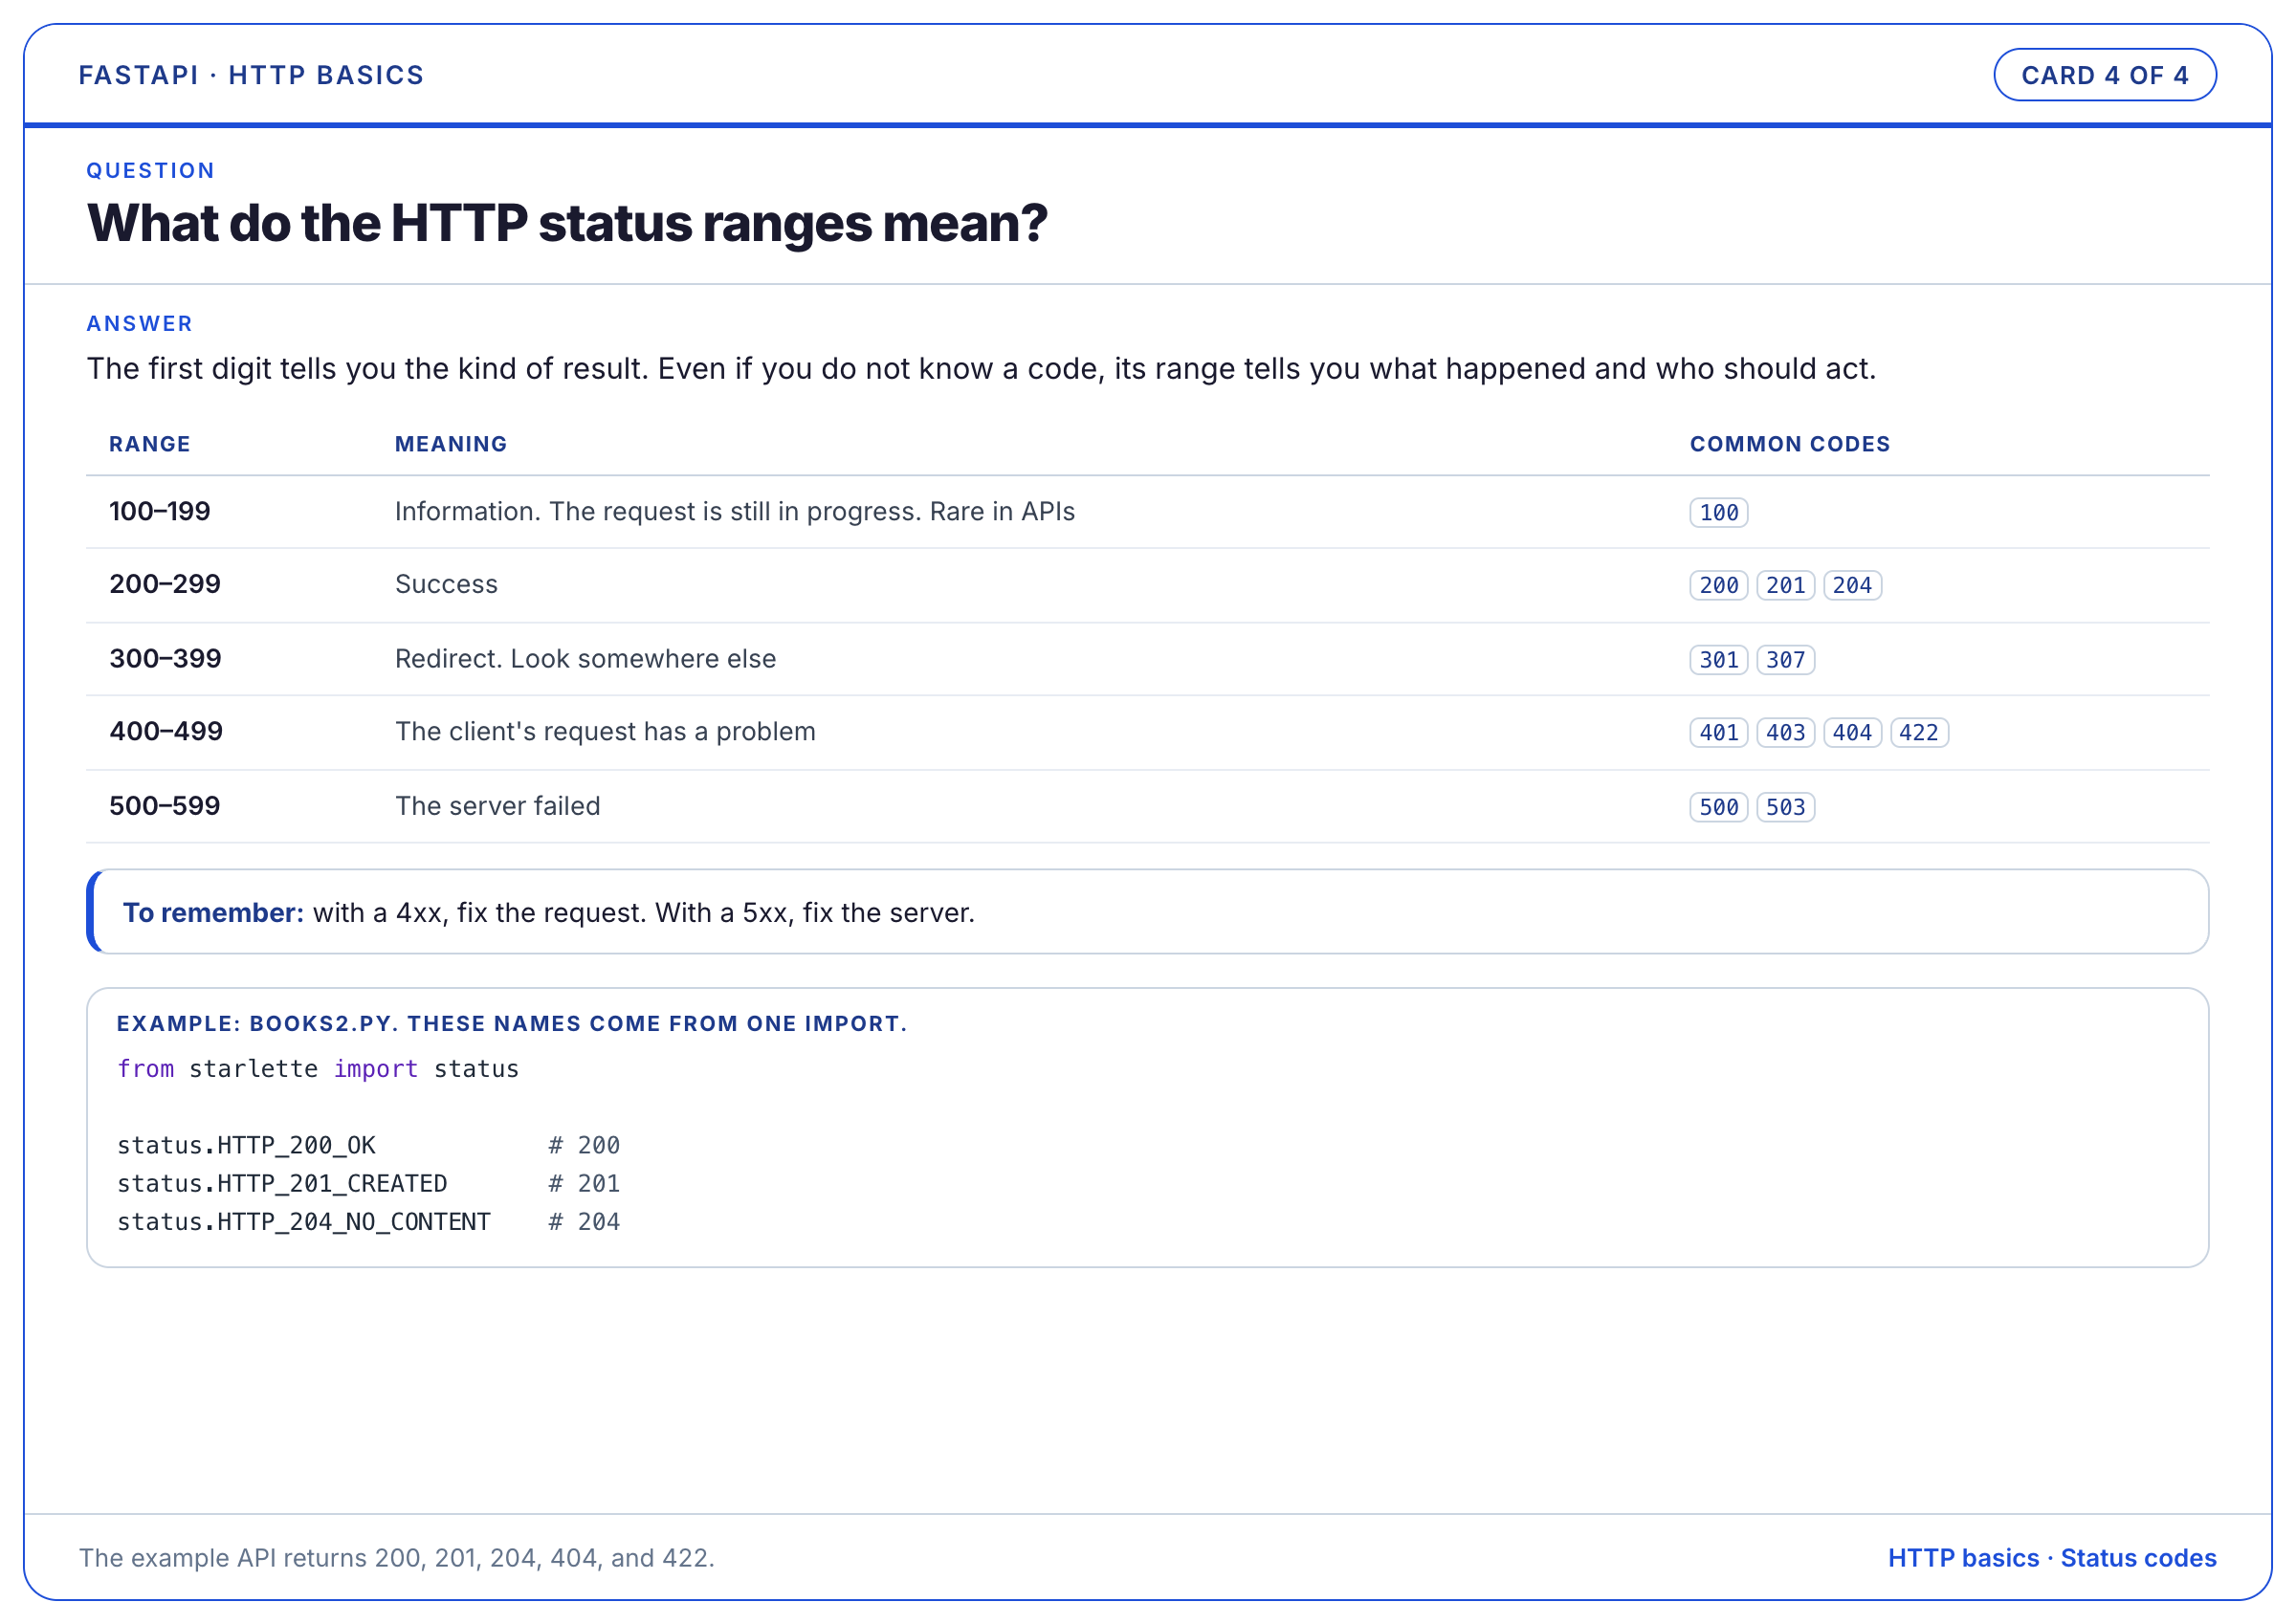 FASTAPI · HTTP BASICS
CARD 4 OF 4
QUESTION
What do the HTTP status ranges mean?
ANSWER
The first digit tells you the kind of result. Even if you do not know a code, its range tells you what happened and who should act.
RANGE MEANING COMMON CODES
100–199 Information. The request is still in progress. Rare in APIs 100
200–299 Success 200 201 204
300–399 Redirect. Look somewhere else 301 307
400–499 The client's request has a problem 401 403 404 422
500–599 The server failed 500 503
To remember: with a 4xx, fix the request. With a 5xx, fix the server.
EXAMPLE: BOOKS2.PY. THESE NAMES COME FROM ONE IMPORT.
from starlette import status
status.HTTP_200_OK # 200
status.HTTP_201_CREATED # 201
status.HTTP_204_NO_CONTENT # 204
The example API returns 200, 201, 204, 404, and 422.
HTTP basics · Status codes